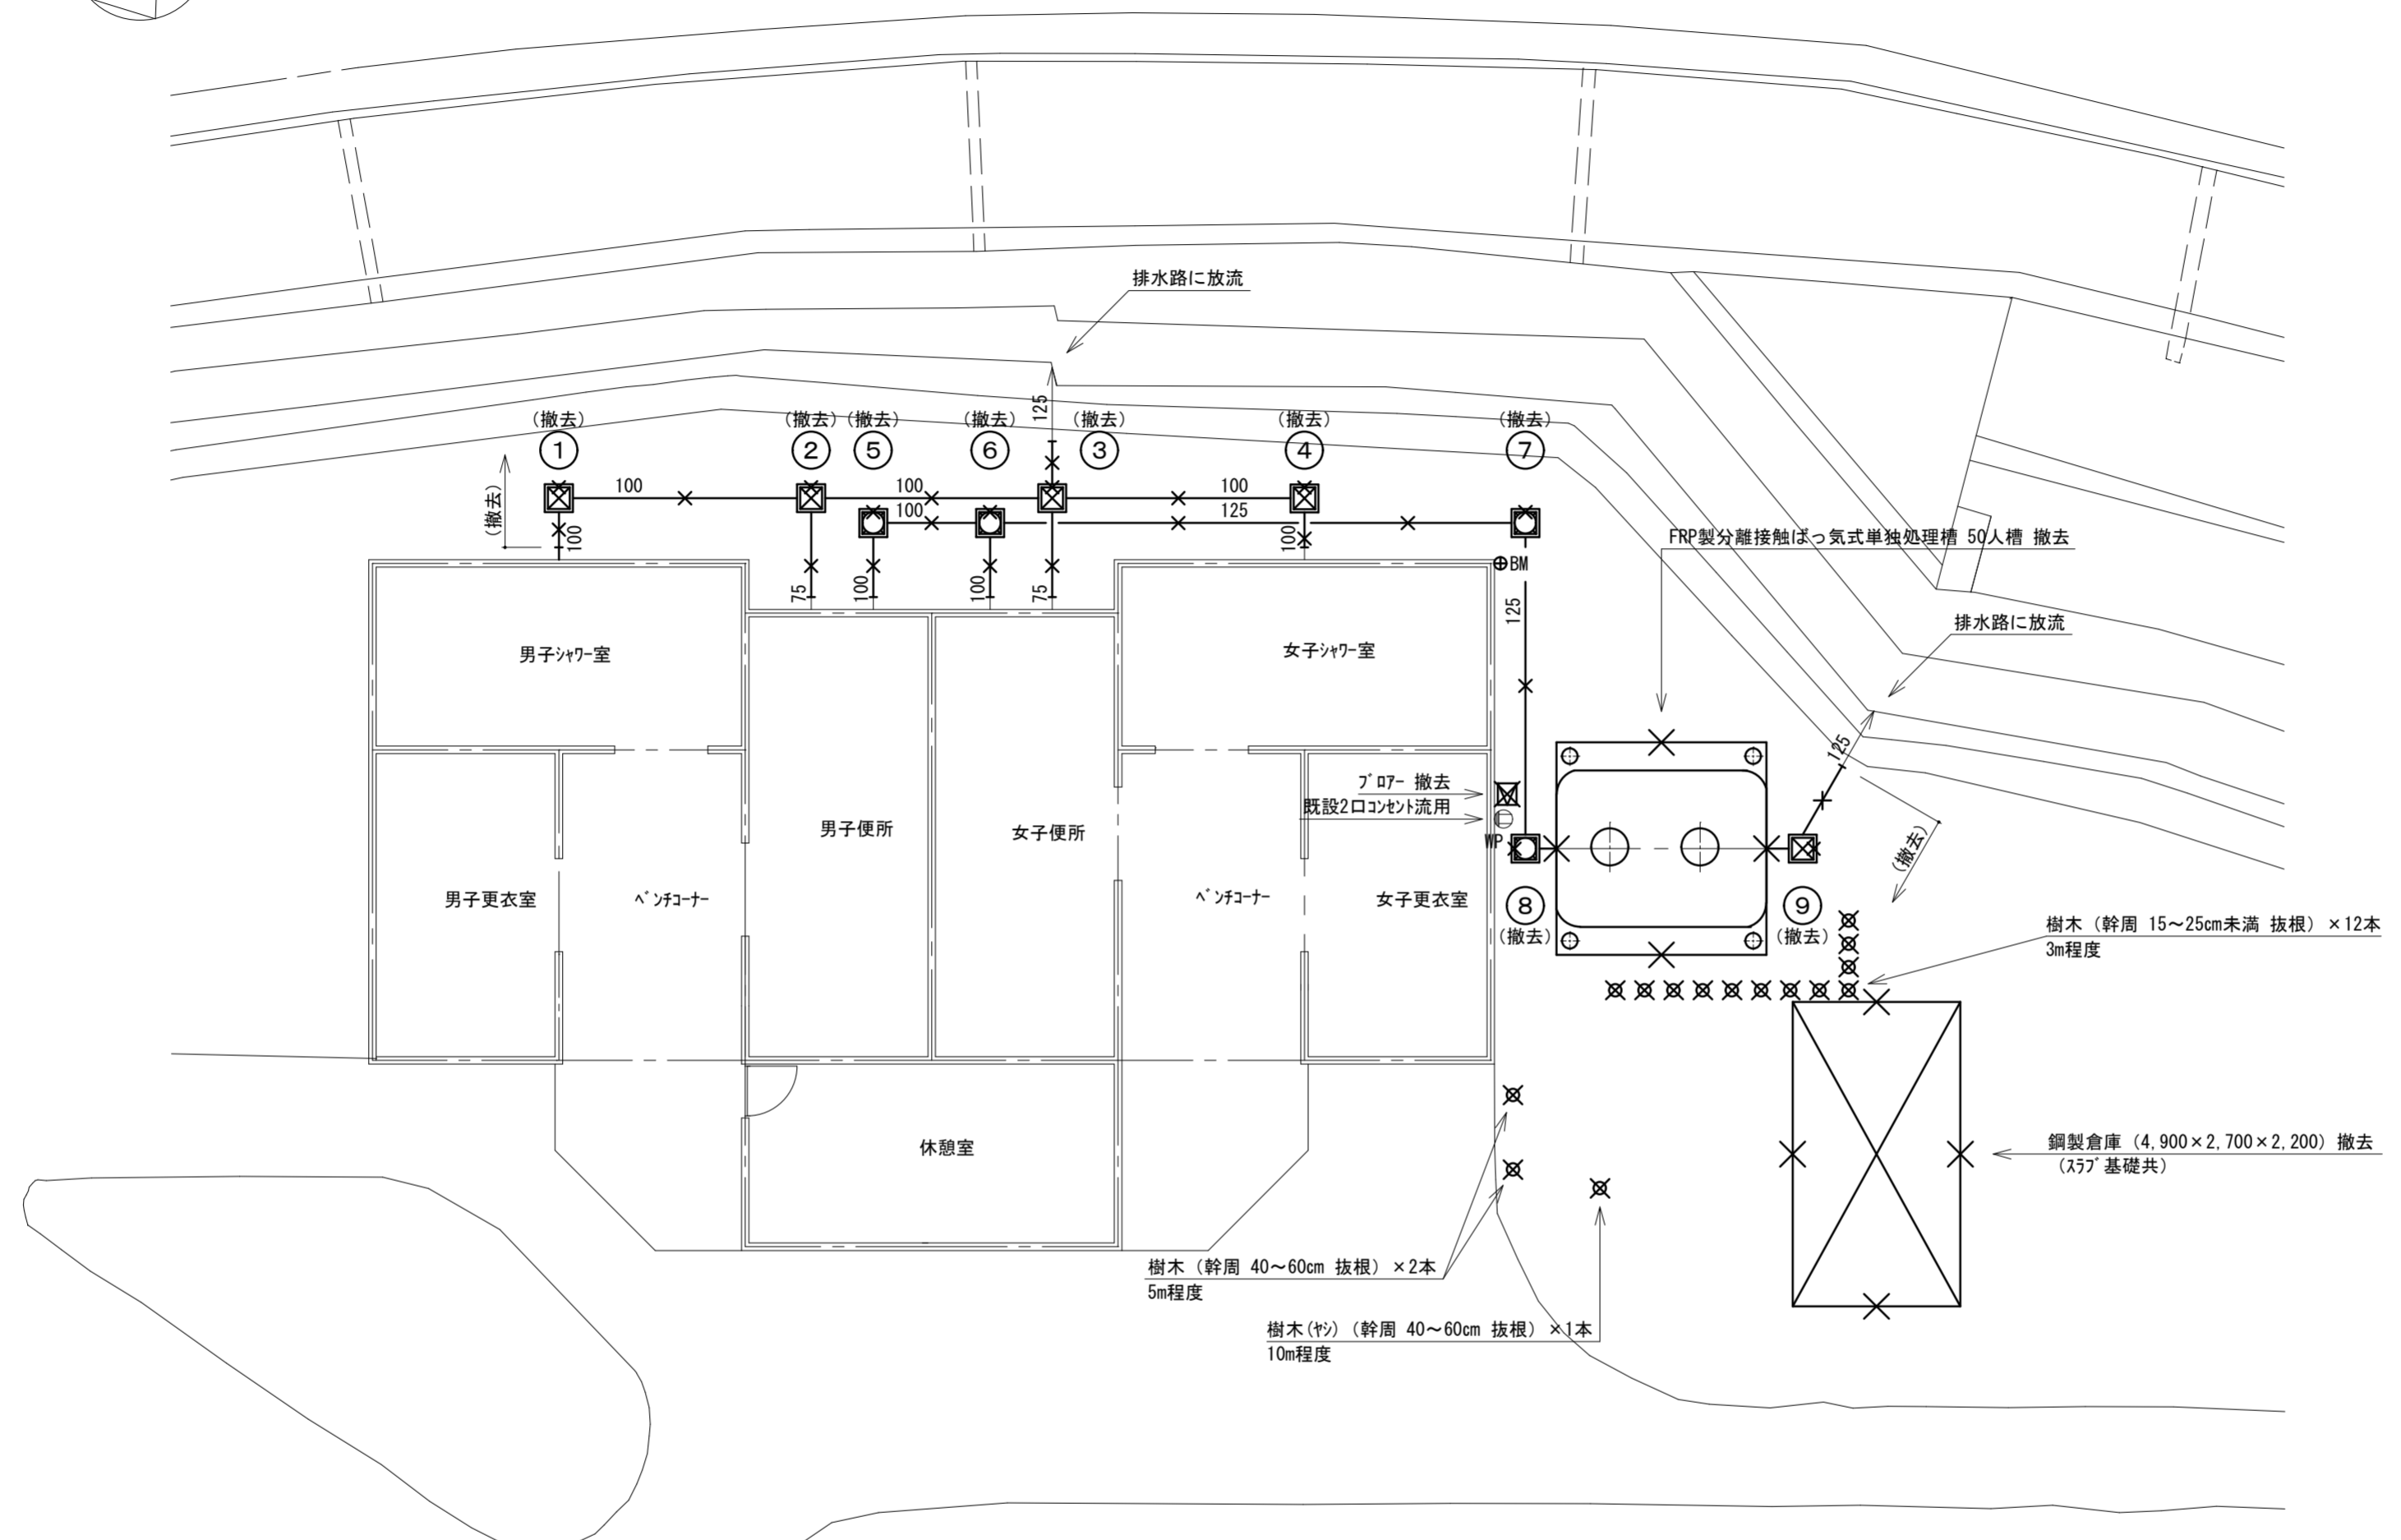 排水路に放流
125
(撤去)
(撤去)
(撤去)
(撤去)
(撤去)
(撤去)
(撤去)
①
②
⑤
⑥
③
④
⑦
(撤去)
100
100
100
100
125
100
100
75
100
100
75
BM
125
FRP製分離接触ばっ気式単独処理槽 50人槽 撤去
排水路に放流
125
(撤去)
男子ｼｬﾜｰ室
女子ｼｬﾜｰ室
ﾌﾞﾛｱｰ 撤去
既設2口ｺﾝｾﾝﾄ流用
WP
男子便所
女子便所
男子更衣室
ﾍﾞﾝﾁｺｰﾅｰ
ﾍﾞﾝﾁｺｰﾅｰ
女子更衣室
⑧
(撤去)
⑨
(撤去)
樹木（幹周 15～25cm未満 抜根）×12本
3m程度
休憩室
鋼製倉庫（4,900×2,700×2,200）撤去
（ｽﾗﾌﾞ基礎共）
樹木（幹周 40～60cm 抜根）×2本
5m程度
樹木(ﾔｼ)（幹周 40～60cm 抜根）×1本
10m程度